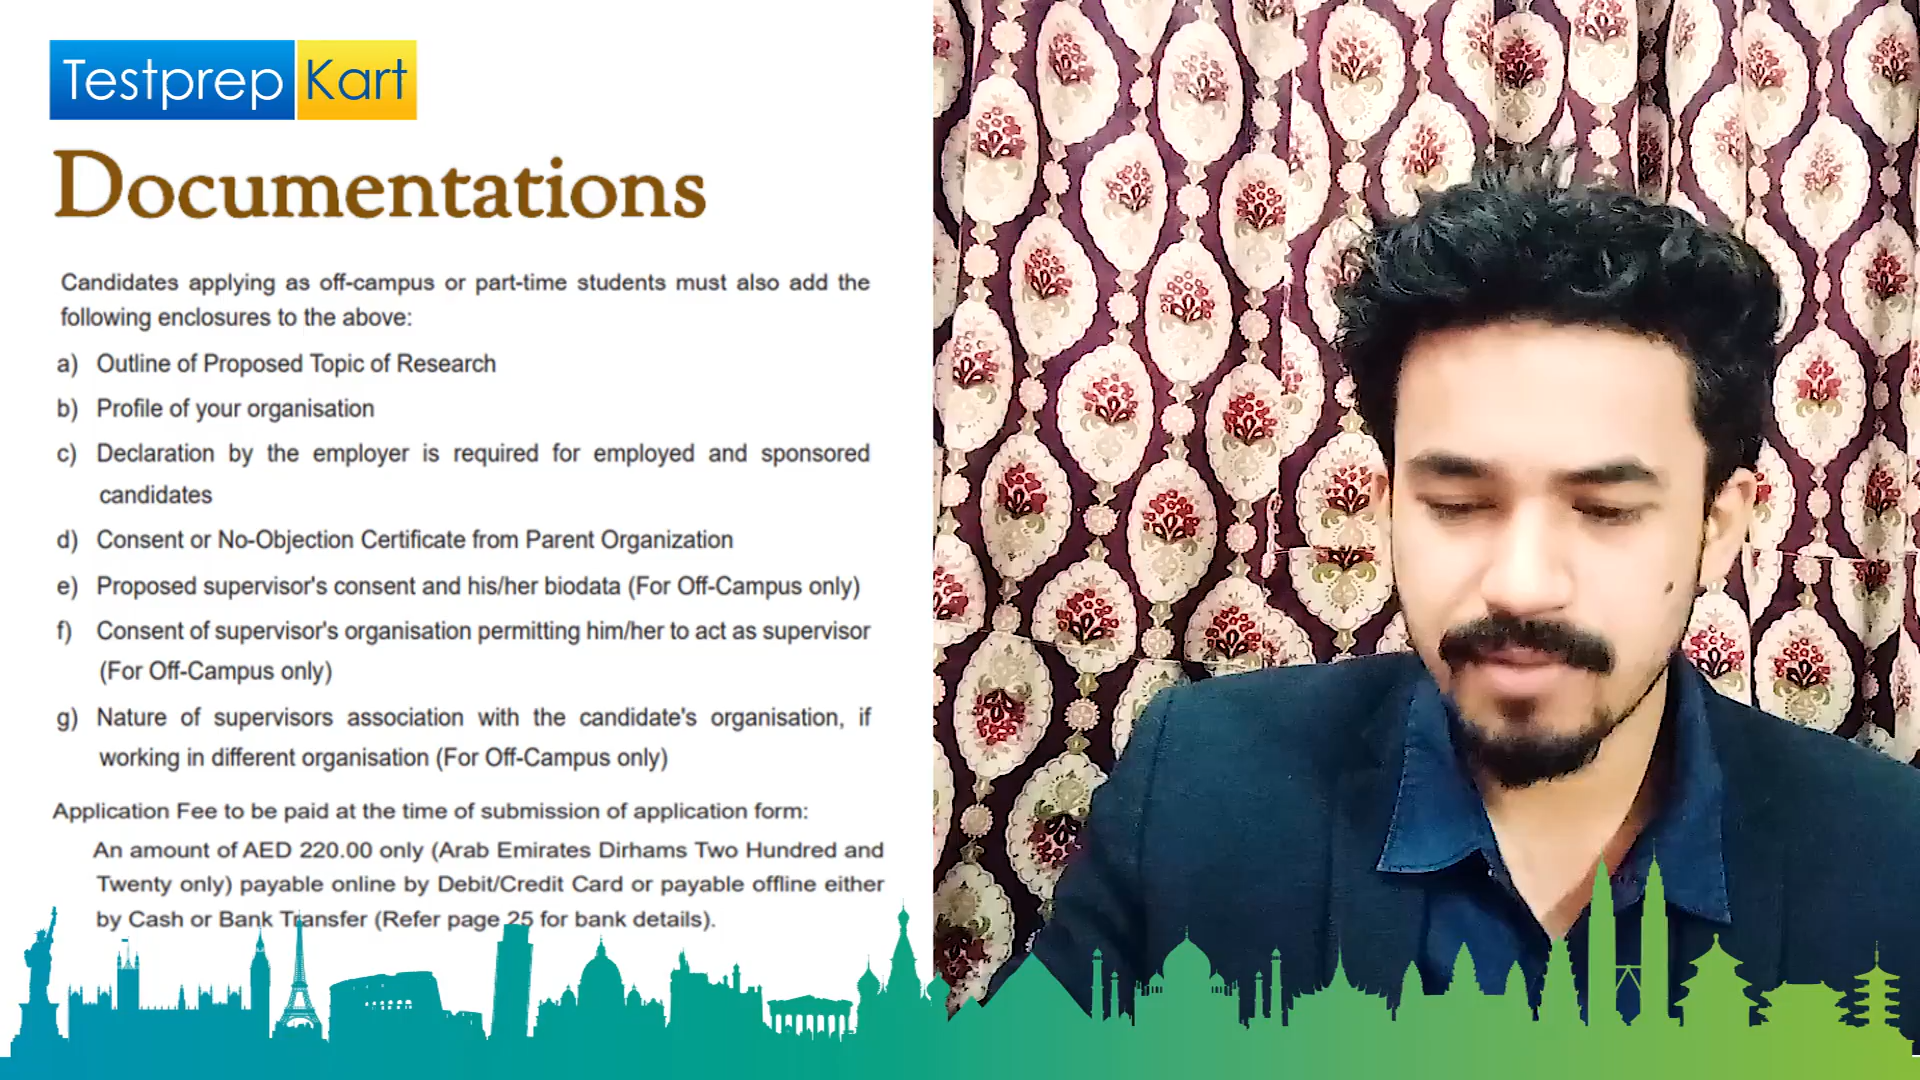 Testprep Kart
Documentations
Candidates applying as off-campus or part-time students must also add the
following enclosures to the above:
a) Outline of Proposed Topic of Research
b) Profile of your organisation
c) Declaration by the employer is required for employed and sponsored
candidates
d) Consent or No-Objection Certificate from Parent Organization
e) Proposed supervisor's consent and his/her biodata (For Off-Campus only)
f) Consent of supervisor's organisation permitting him/her to act as supervisor
(For Off-Campus only)
g) Nature of supervisors association with the candidate's organisation, if
working in different organisation (For Off-Campus only)
Application Fee to be paid at the time of submission of application form:
An amount of AED 220.00 only (Arab Emirates Dirhams Two Hundred and
Twenty only) payable online by Debit/Credit Card or payable offline either
by Cash or Bank Transfer (Refer page 25 for bank details).